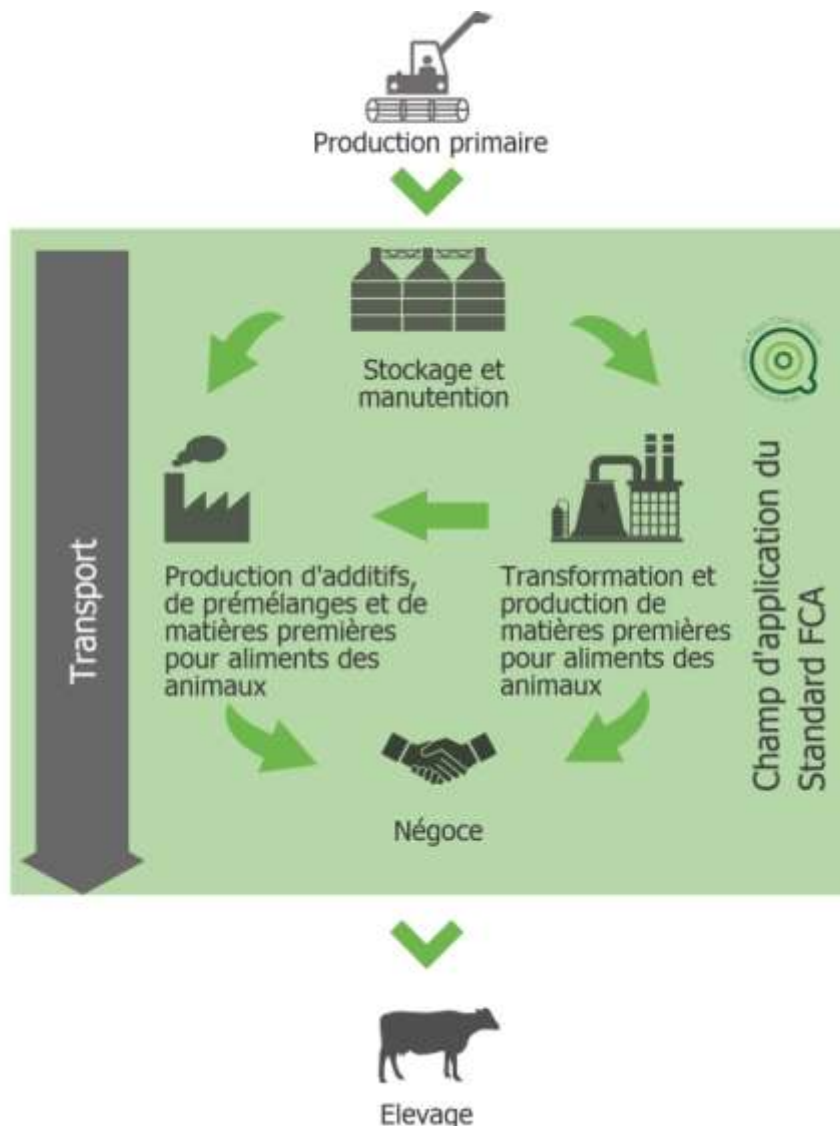 Production primaire
Stockage et
manutention
Transport
Production d'additifs,
de prémélanges et de
matières premières
pour aliments des
animaux
Transformation et
production de
matières premières
pour aliments des
animaux
Champ d'application du
Standard FCA
Négoce
Elevage